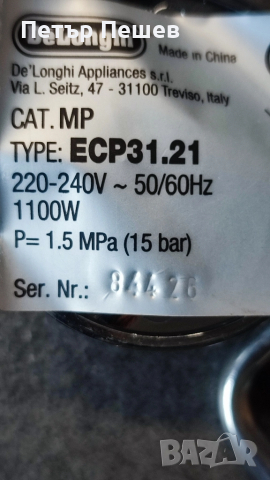 Петър Пешев
DeLonghi
Made in China
De'Longhi Appliances s.r.l.
Via L. Seitz, 47 - 31100 Treviso, Italy
CAT. MP
TYPE: ECP31.21
220-240V ~ 50/60Hz
1100W
P= 1.5 MPa (15 bar)
Ser. Nr.: 84426
BAZAR